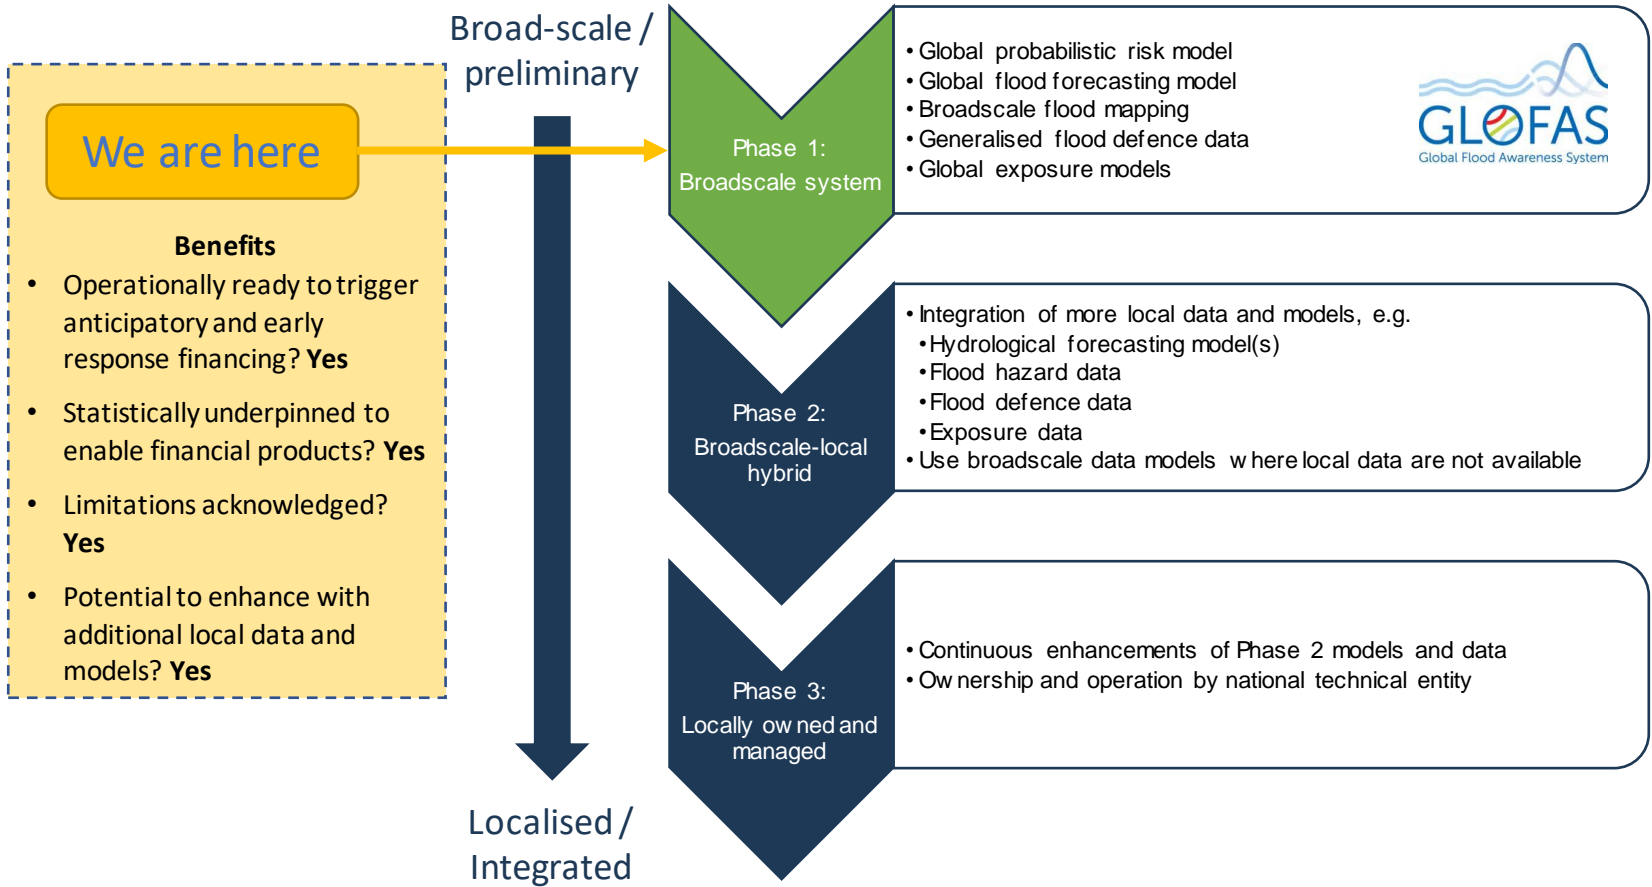 Broad-scale /
preliminary
We are here
Benefits
• Operationally ready to trigger
anticipatory and early
response financing? Yes
• Statistically underpinned to
enable financial products? Yes
• Limitations acknowledged?
Yes
• Potential to enhance with
additional local data and
models? Yes
Localised /
Integrated
Phase 1:
Broadscale system
• Global probabilistic risk model
• Global flood forecasting model
• Broadscale flood mapping
• Generalised flood defence data
• Global exposure models
GLOFAS
Global Flood Awareness System
Phase 2:
Broadscale-local
hybrid
• Integration of more local data and models, e.g.
• Hydrological forecasting model(s)
• Flood hazard data
• Flood defence data
• Exposure data
• Use broadscale data models where local data are not available
Phase 3:
Locally owned and
managed
• Continuous enhancements of Phase 2 models and data
• Ownership and operation by national technical entity